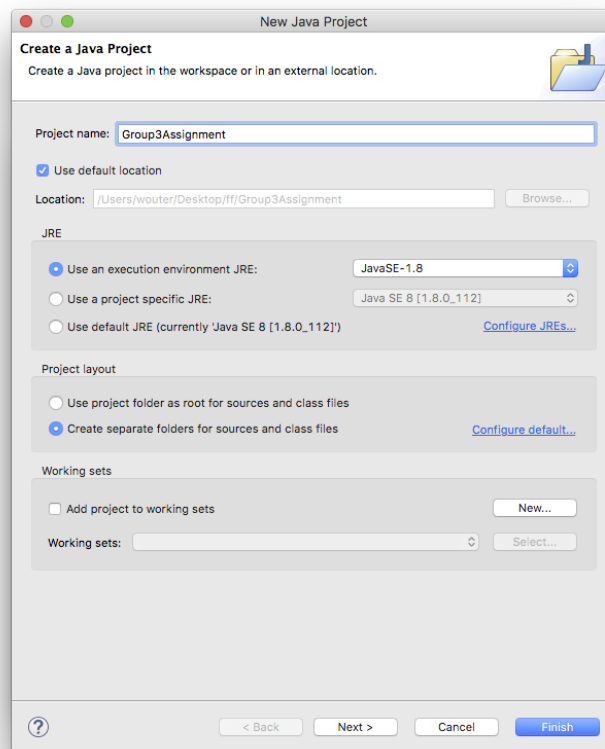 New Java Project
Create a Java Project
Create a Java project in the workspace or in an external location.
Project name: Group3Assignment
Use default location
Location: /Users/wouter/Desktop/ff/Group3Assignment Browse...
JRE
Use an execution environment JRE: JavaSE-1.8
Use a project specific JRE: Java SE 8 [1.8.0_112]
Use default JRE (currently 'Java SE 8 [1.8.0_112]') Configure JREs...
Project layout
Use project folder as root for sources and class files
Create separate folders for sources and class files Configure default...
Working sets
Add project to working sets New...
Working sets: Select...
? < Back Next > Cancel Finish